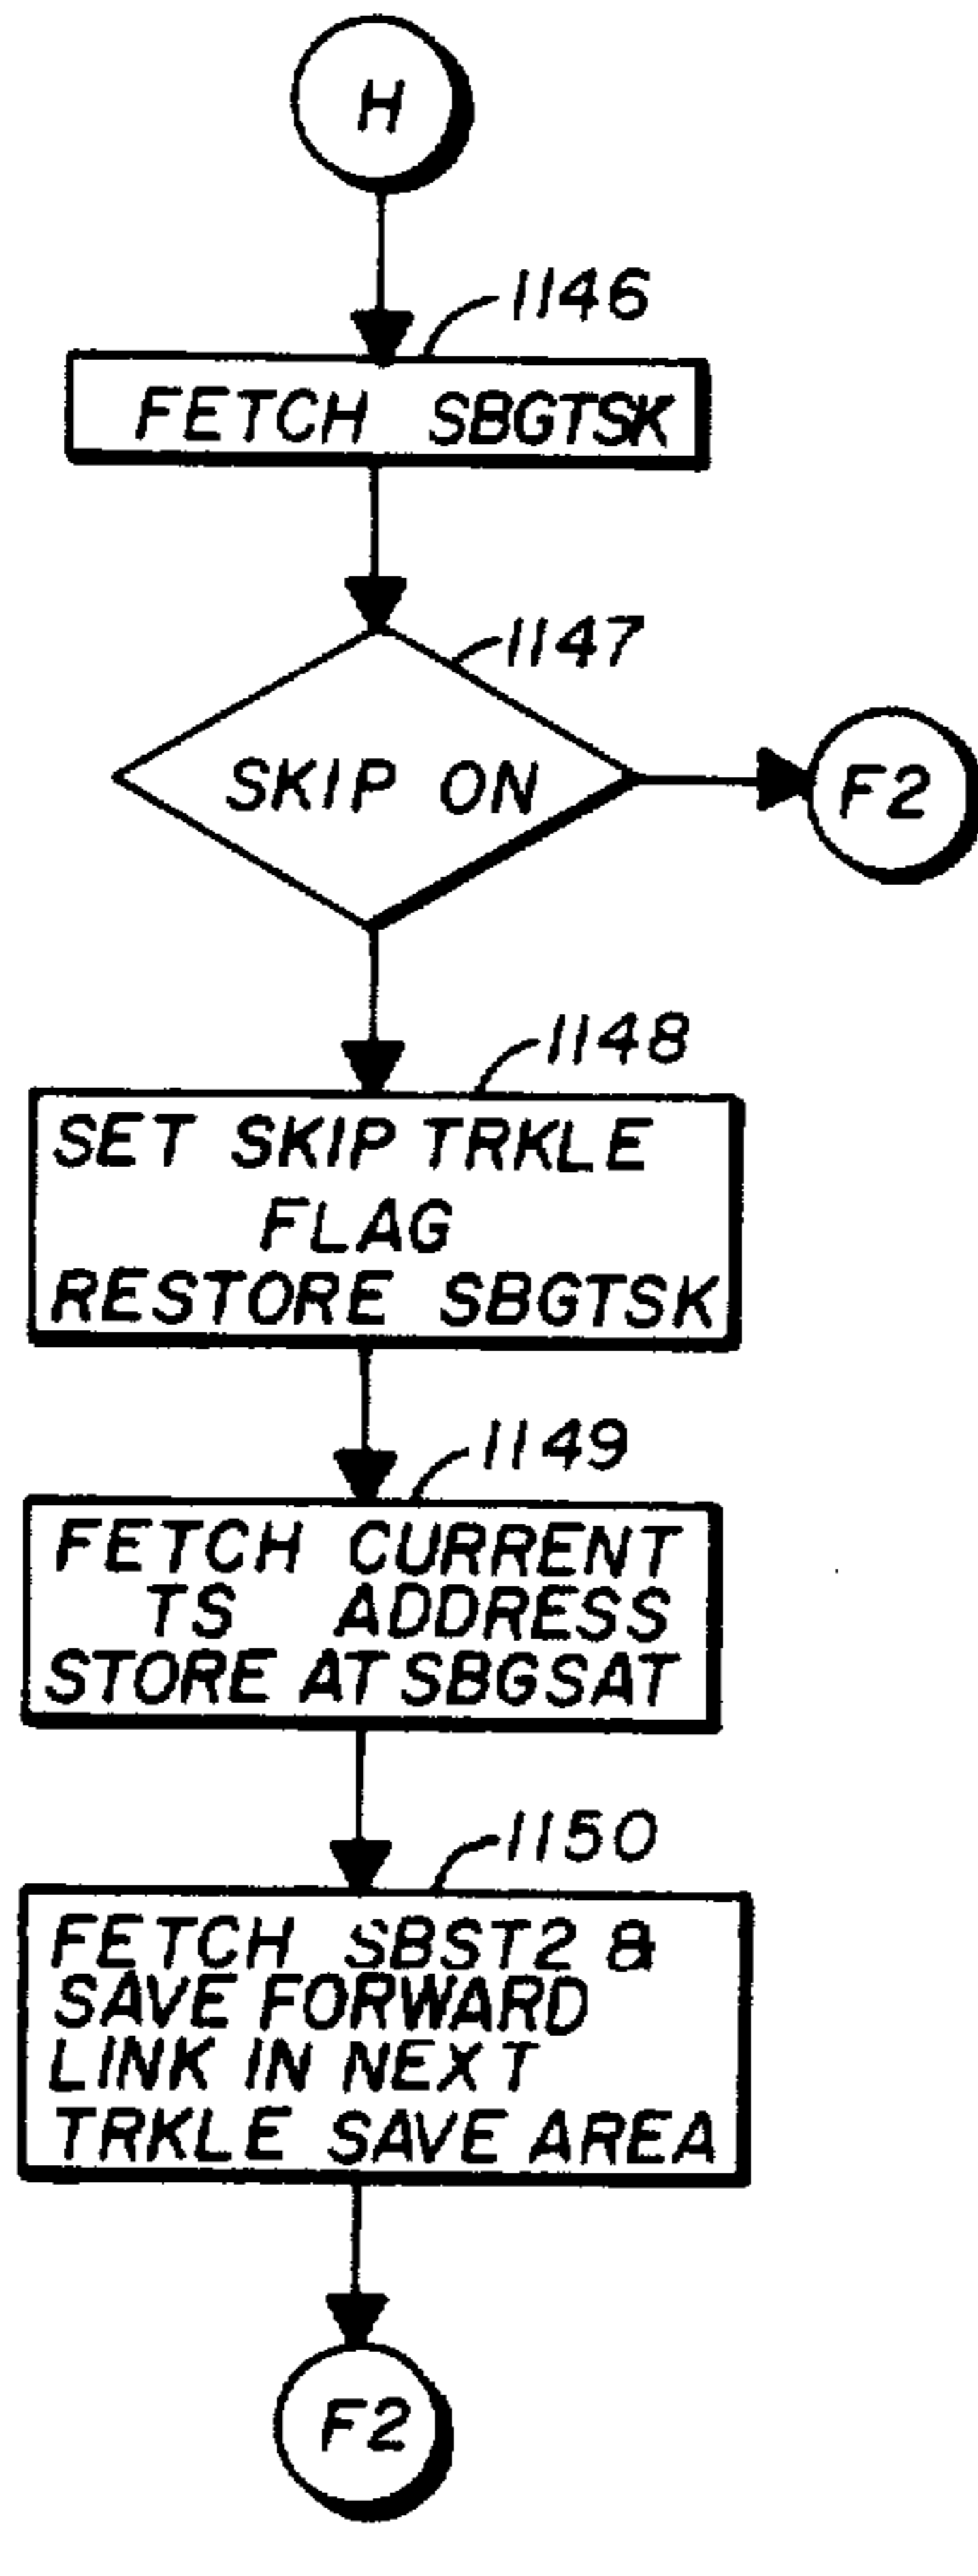 H
1146
FETCH SBGTSK
1147
SKIP ON
F2
1148
SET SKIP TRKLE
FLAG
RESTORE SBGTSK
1149
FETCH CURRENT
TS ADDRESS
STORE AT SBGSAT
1150
FETCH SBST2 &
SAVE FORWARD
LINK IN NEXT
TRKLE SAVE AREA
F2